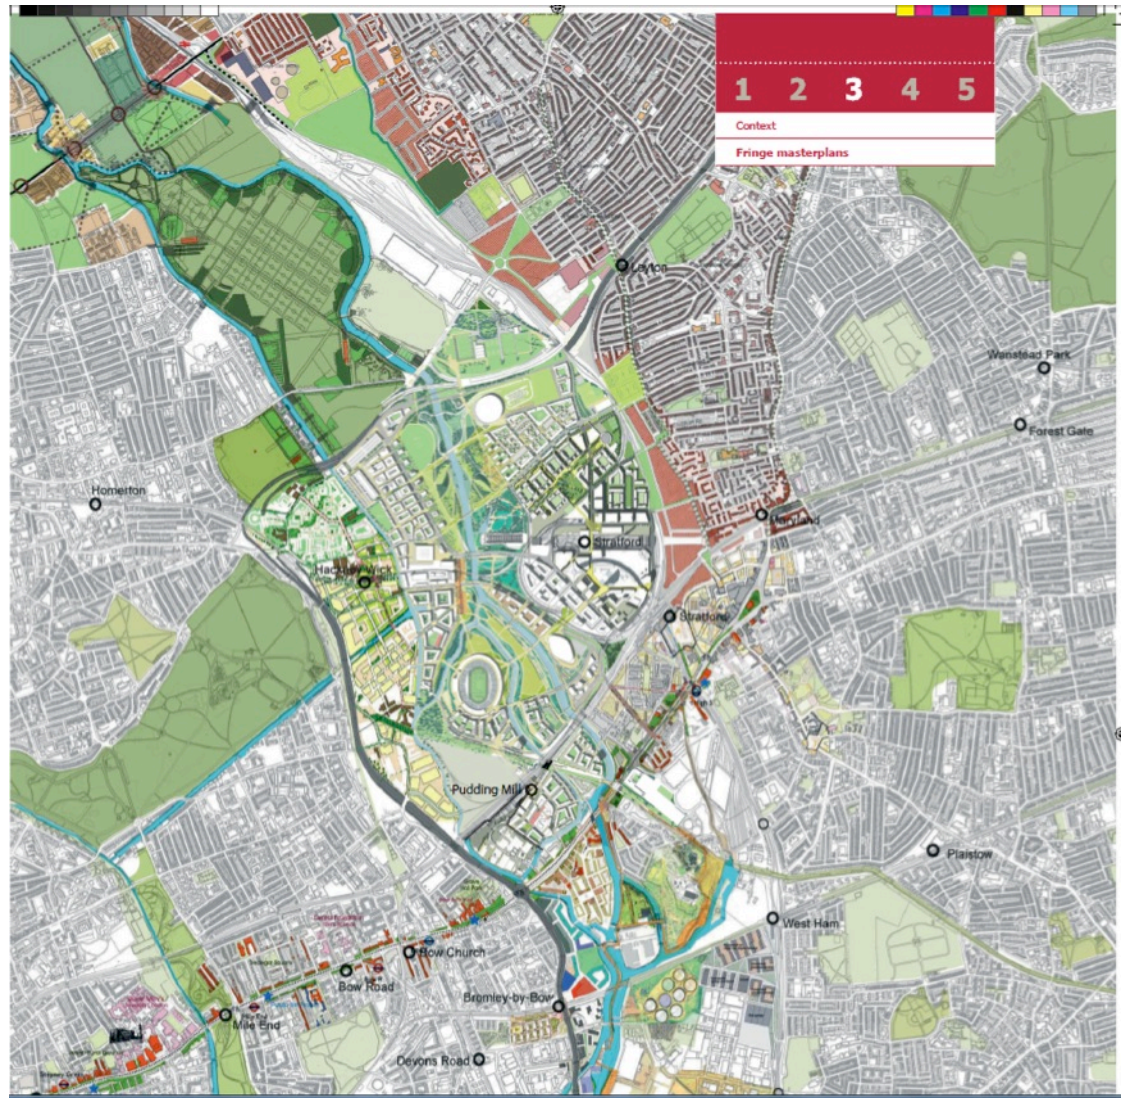 1 2 3 4 5
Context
Fringe masterplans
Leyton
Wanstead Park
Forest Gate
Homerton
Maryland
Stratford
Hackney Wick
Stratford
Pudding Mill
Plaistow
West Ham
Bow Church
Bow Road
Bromley-by-Bow
Mile End
Devons Road